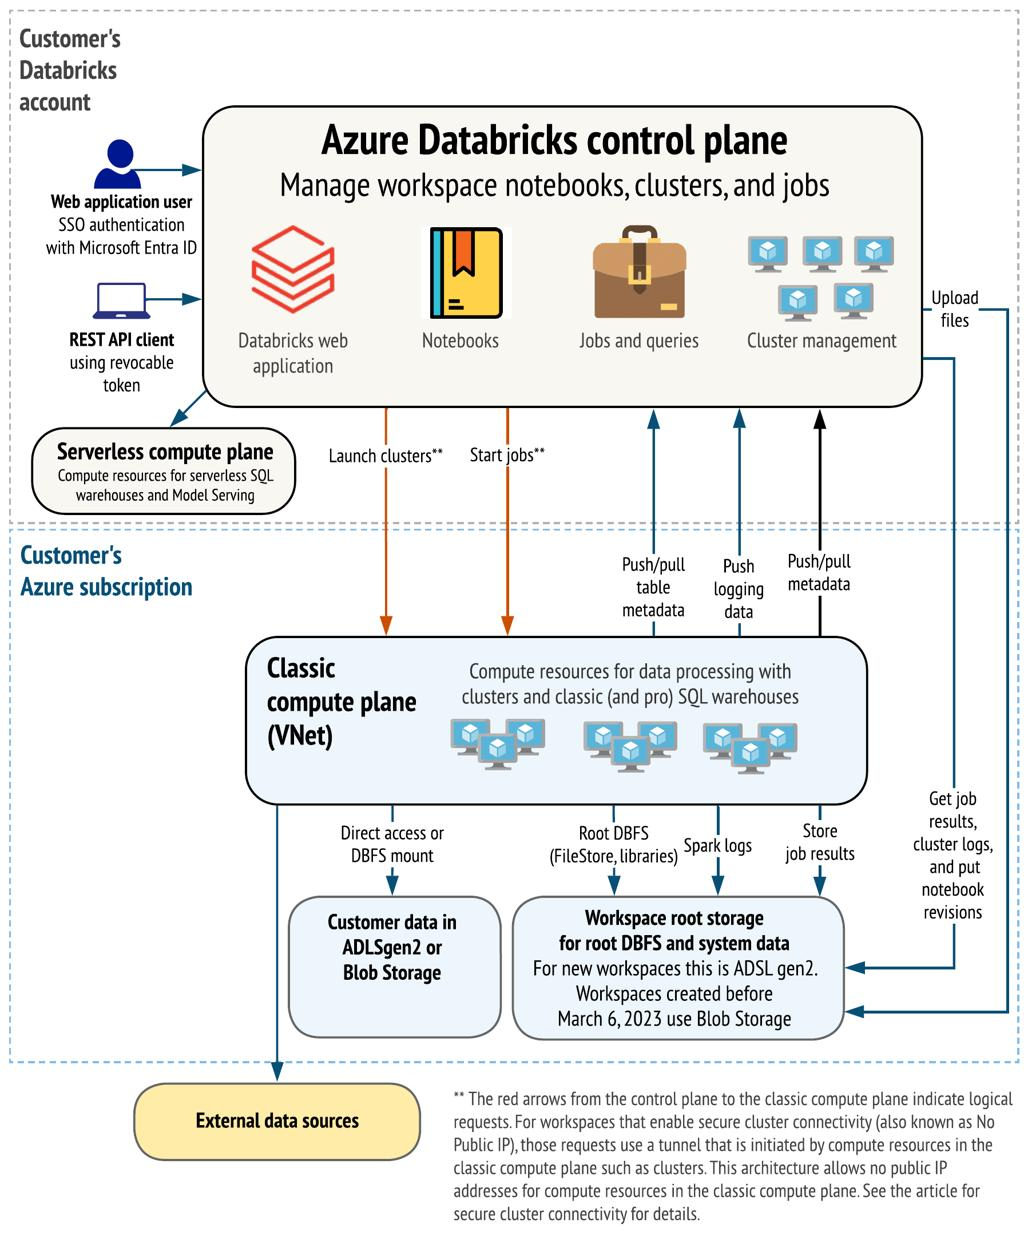 Customer's
Databricks
account
Azure Databricks control plane
Manage workspace notebooks, clusters, and jobs
Web application user
SSO authentication
with Microsoft Entra ID
REST API client
using revocable
token
Databricks web
application
Notebooks
Jobs and queries
Cluster management
Upload
files
Serverless compute plane
Compute resources for serverless SQL
warehouses and Model Serving
Launch clusters**
Start jobs**
Customer's
Azure subscription
Push/pull
table
metadata
Push
logging
data
Push/pull
metadata
Classic
compute plane
(VNet)
Compute resources for data processing with
clusters and classic (and pro) SQL warehouses
Direct access or
DBFS mount
Root DBFS
(FileStore, libraries)
Spark logs
Store
job results
Get job
results,
cluster logs,
and put
notebook
revisions
Customer data in
ADLSgen2 or
Blob Storage
Workspace root storage
for root DBFS and system data
For new workspaces this is ADSL gen2.
Workspaces created before
March 6, 2023 use Blob Storage
External data sources
** The red arrows from the control plane to the classic compute plane indicate logical
requests. For workspaces that enable secure cluster connectivity (also known as No
Public IP), those requests use a tunnel that is initiated by compute resources in the
classic compute plane such as clusters. This architecture allows no public IP
addresses for compute resources in the classic compute plane. See the article for
secure cluster connectivity for details.